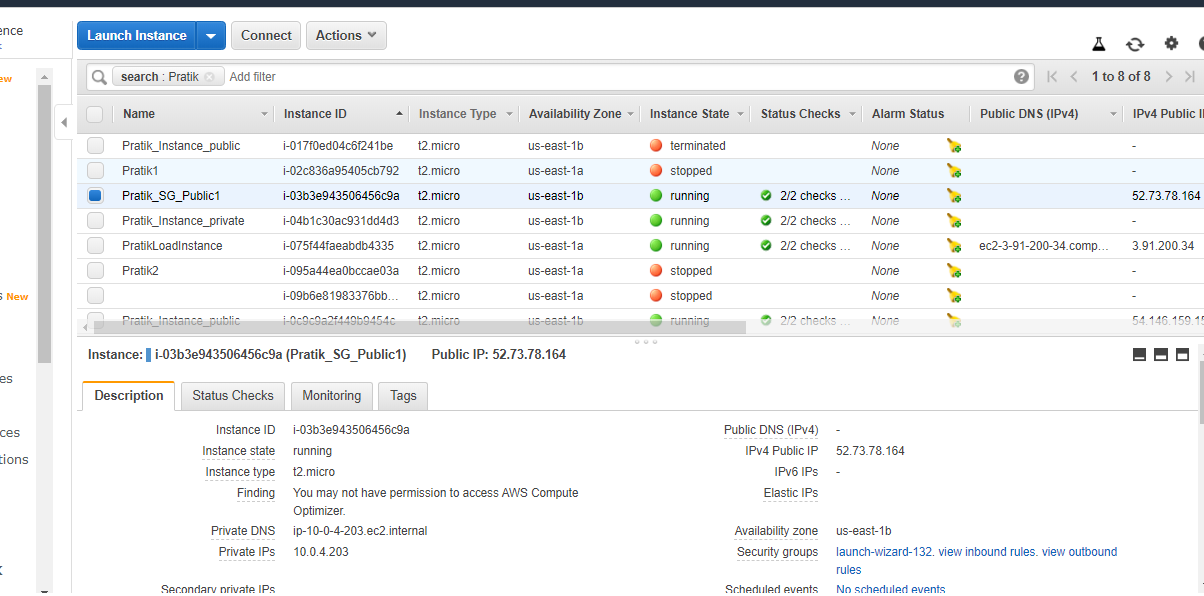 ence
Launch Instance Connect Actions
ew
search : Pratik Add filter 1 to 8 of 8
Name Instance ID Instance Type Availability Zone Instance State Status Checks Alarm Status Public DNS (IPv4) IPv4 Public I
Pratik_Instance_public i-017f0ed04c6f241be t2.micro us-east-1b terminated None -
Pratik1 i-02c836a95405cb792 t2.micro us-east-1a stopped None -
Pratik_SG_Public1 i-03b3e943506456c9a t2.micro us-east-1b running 2/2 checks … None 52.73.78.164
Pratik_Instance_private i-04b1c30ac931dd4d3 t2.micro us-east-1b running 2/2 checks … None -
PratikLoadInstance i-075f44faeabdb4335 t2.micro us-east-1a running 2/2 checks … None ec2-3-91-200-34.comp… 3.91.200.34
Pratik2 i-095a44ea0bccae03a t2.micro us-east-1a stopped None -
s New i-09b6e81983376bb… t2.micro us-east-1a stopped None -
Pratik_Instance_public i-0c9c9a2f449b9454c t2.micro us-east-1b running 2/2 checks … None 54.146.159.15
Instance: i-03b3e943506456c9a (Pratik_SG_Public1) Public IP: 52.73.78.164
es
Description Status Checks Monitoring Tags
ces
Instance ID i-03b3e943506456c9a Public DNS (IPv4) -
Instance state running IPv4 Public IP 52.73.78.164
tions
Instance type t2.micro IPv6 IPs -
Finding You may not have permission to access AWS Compute Elastic IPs
Optimizer.
Private DNS ip-10-0-4-203.ec2.internal Availability zone us-east-1b
Private IPs 10.0.4.203 Security groups launch-wizard-132. view inbound rules. view outbound
rules
Secondary private IPs Scheduled events No scheduled events